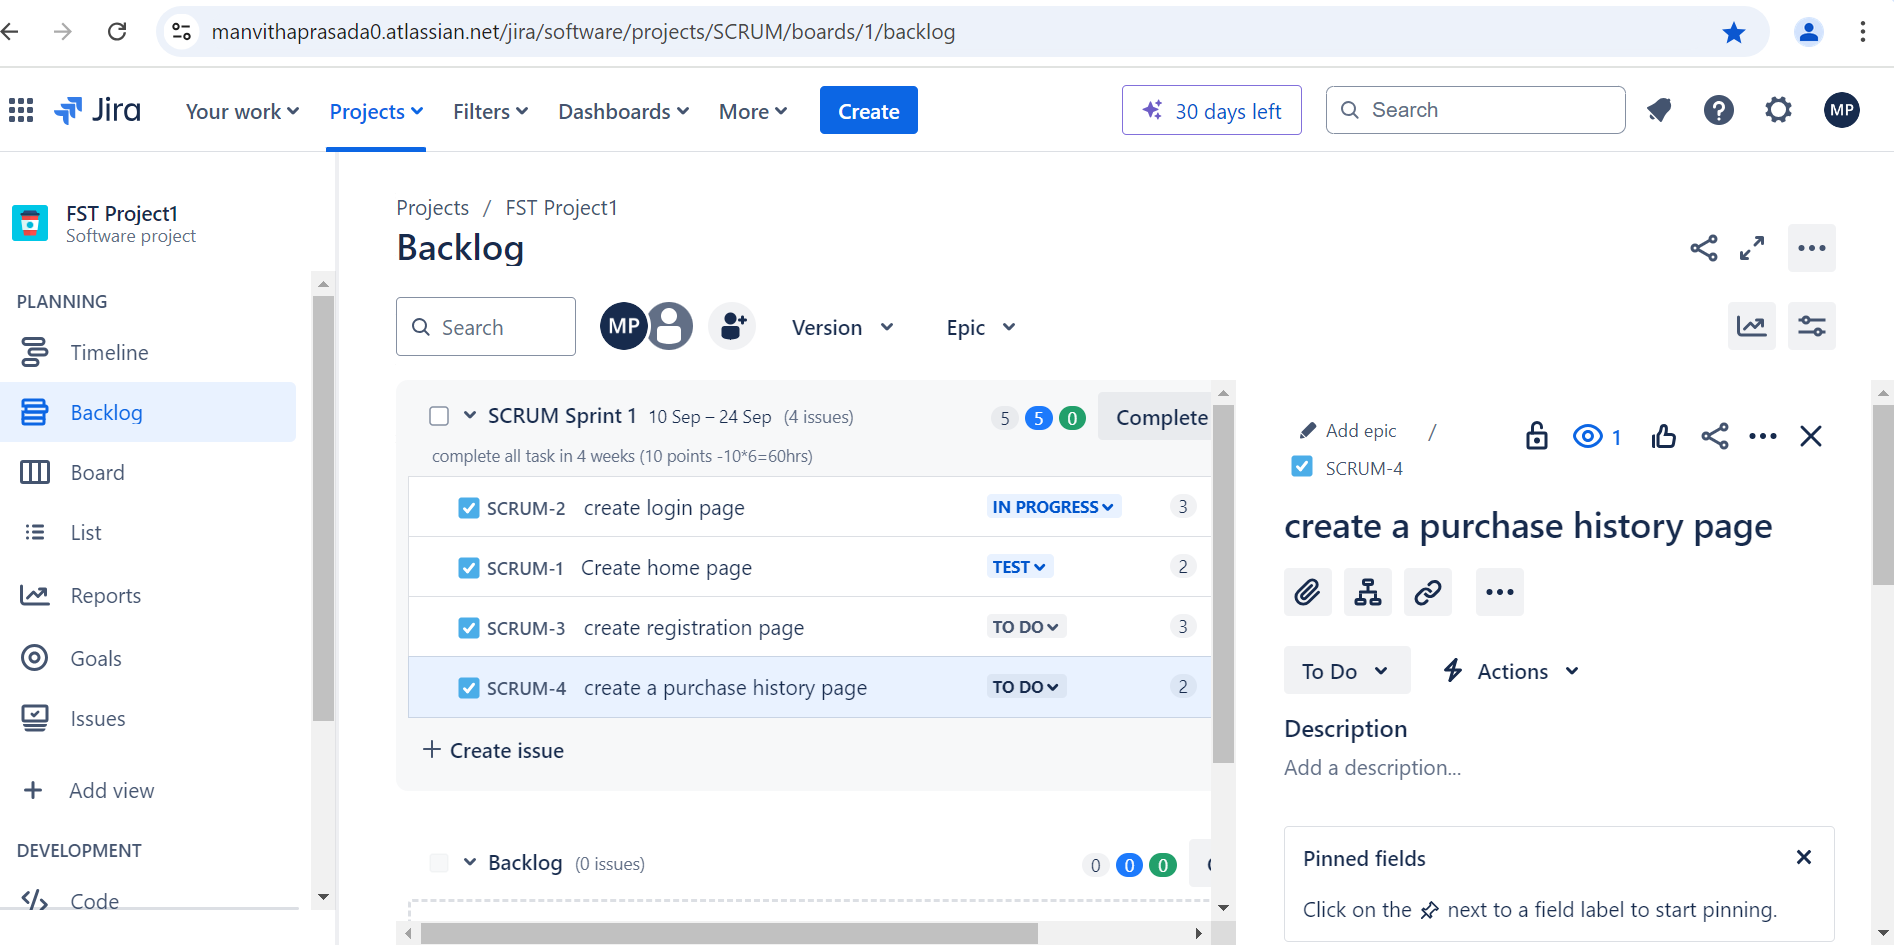 manvithaprasada0.atlassian.net/jira/software/projects/SCRUM/boards/1/backlog
Jira Your work Projects Filters Dashboards More Create 30 days left Search MP
FST Project1
Software project
PLANNING
Timeline
Backlog
Board
List
Reports
Goals
Issues
Add view
DEVELOPMENT
Code
Projects / FST Project1
Backlog
Search MP Version Epic
SCRUM Sprint 1 10 Sep – 24 Sep (4 issues) 5 5 0 Complete
complete all task in 4 weeks (10 points -10*6=60hrs)
SCRUM-2 create login page IN PROGRESS 3
SCRUM-1 Create home page TEST 2
SCRUM-3 create registration page TO DO 3
SCRUM-4 create a purchase history page TO DO 2
+ Create issue
Backlog (0 issues) 0 0 0
Add epic / 1
SCRUM-4
create a purchase history page
To Do Actions
Description
Add a description...
Pinned fields
Click on the next to a field label to start pinning.